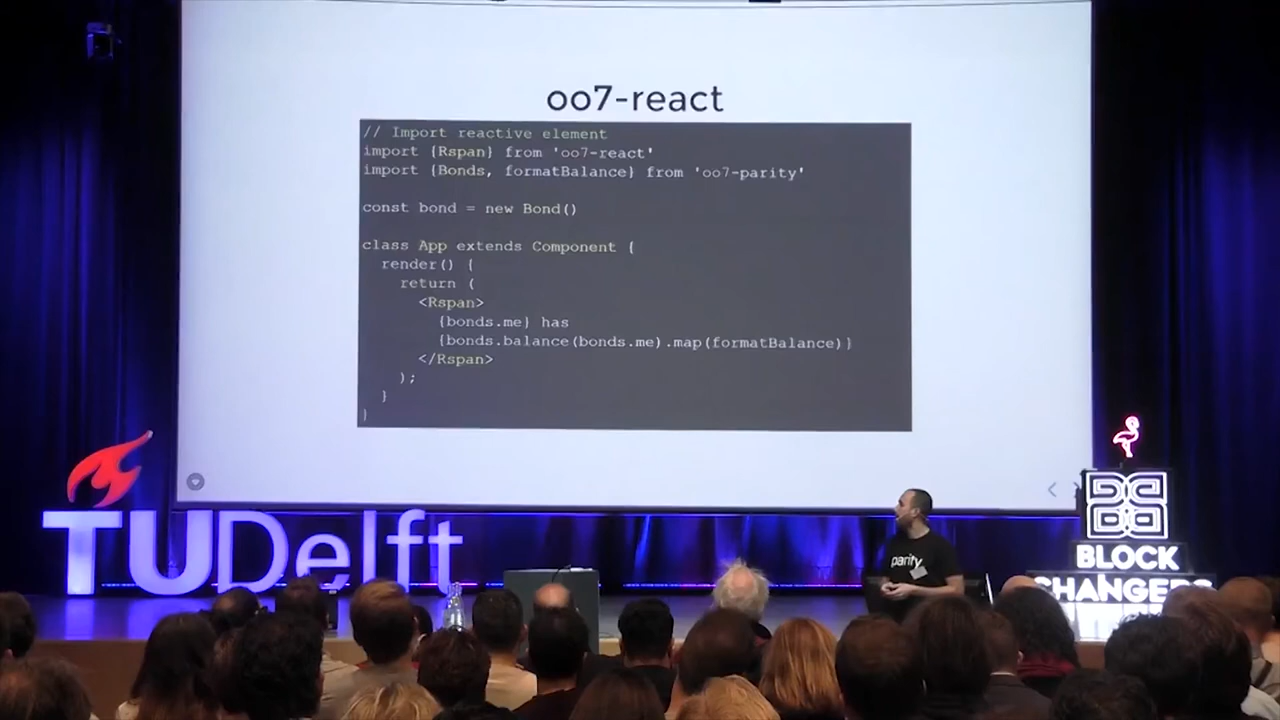 oo7-react
// Import reactive element
import {Rspan} from 'oo7-react'
import {Bonds, formatBalance} from 'oo7-parity'
const bond = new Bond()
class App extends Component {
render() {
return (
<Rspan>
{bonds.me} has
{bonds.balance(bonds.me).map(formatBalance)}
</Rspan>
);
}
}
TUDelft
parity
BLOCK
CHANGERS